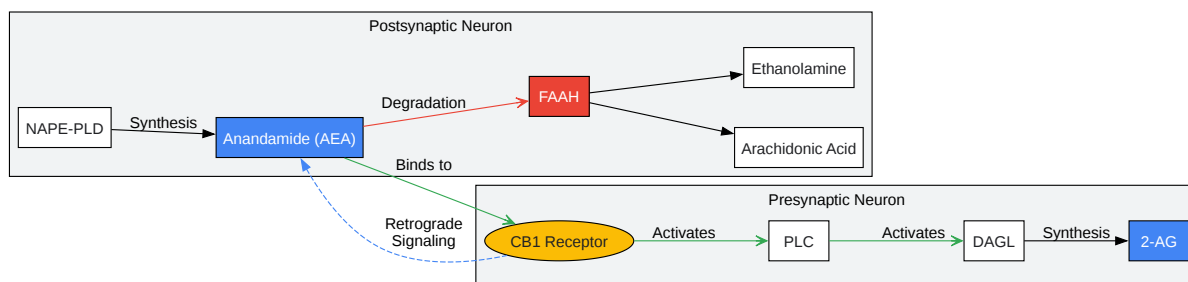 Postsynaptic Neuron
NAPE-PLD
Synthesis
Anandamide (AEA)
Degradation
FAAH
Ethanolamine
Arachidonic Acid
Binds to
Retrograde
Signaling
Presynaptic Neuron
CB1 Receptor
Activates
PLC
Activates
DAGL
Synthesis
2-AG